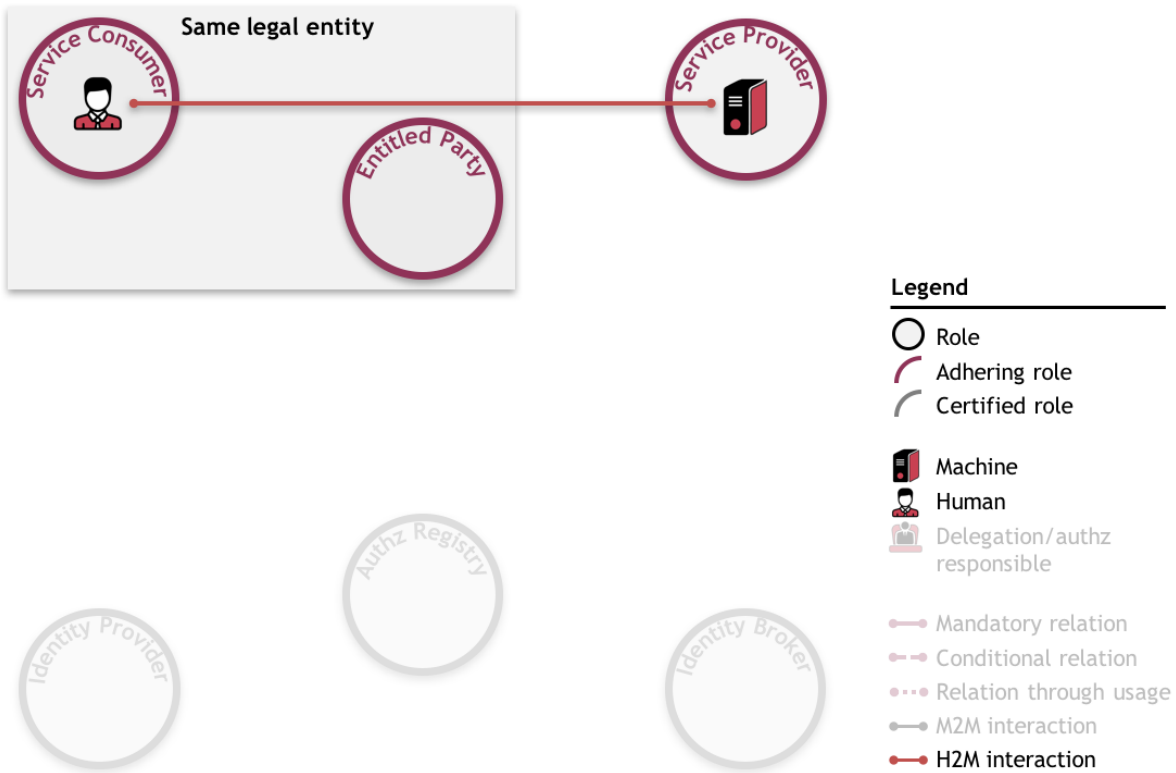 Same legal entity
Service Consumer
Service Provider
Entitled Party
Legend
Role
Adhering role
Certified role
Machine
Human
Delegation/authz
responsible
Authz Registry
Identity Provider
Identity Broker
Mandatory relation
Conditional relation
Relation through usage
M2M interaction
H2M interaction